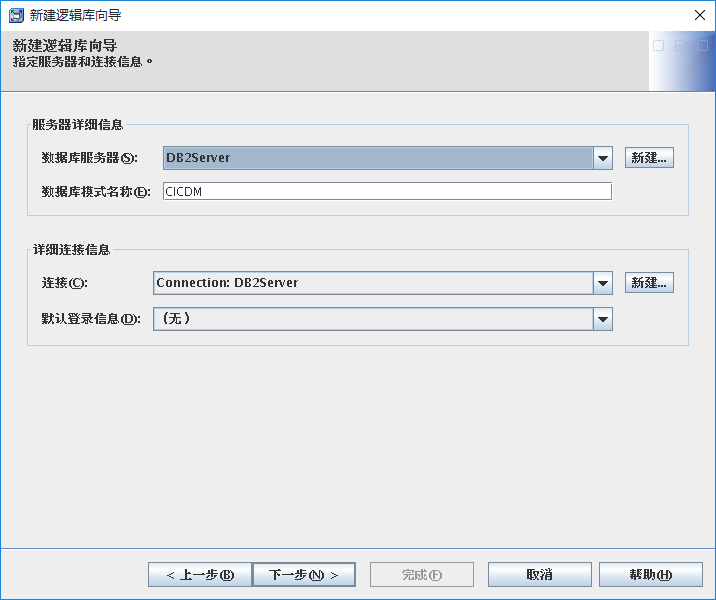 新建逻辑库向导
新建逻辑库向导
指定服务器和连接信息。
服务器详细信息
数据库服务器(S): DB2Server 新建...
数据库模式名称(E): CICDM
详细连接信息
连接(C): Connection: DB2Server 新建...
默认登录信息(D): (无)
< 上一步(B) 下一步(N) > 完成(F) 取消 帮助(H)